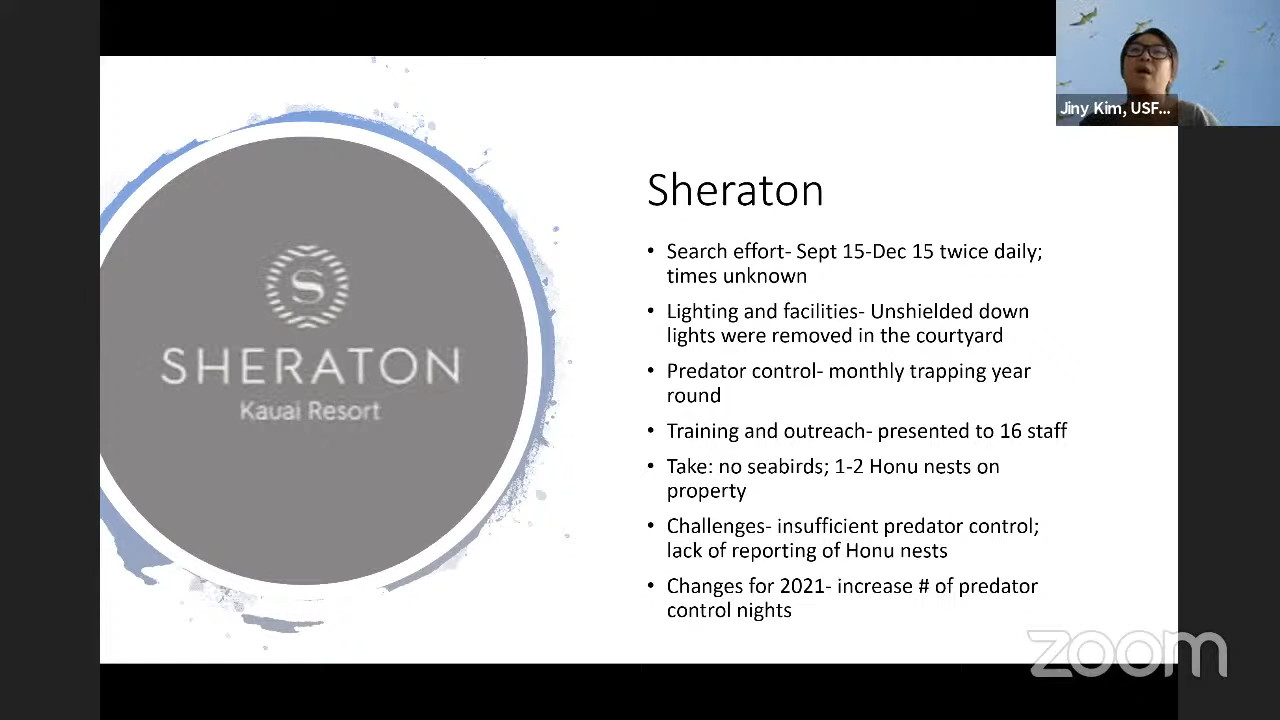 Jiny Kim, USF...
S
SHERATON
Kauai Resort
Sheraton
• Search effort- Sept 15-Dec 15 twice daily;
times unknown
• Lighting and facilities- Unshielded down
lights were removed in the courtyard
• Predator control- monthly trapping year
round
• Training and outreach- presented to 16 staff
• Take: no seabirds; 1-2 Honu nests on
property
• Challenges- insufficient predator control;
lack of reporting of Honu nests
• Changes for 2021- increase # of predator
control nights
zoom